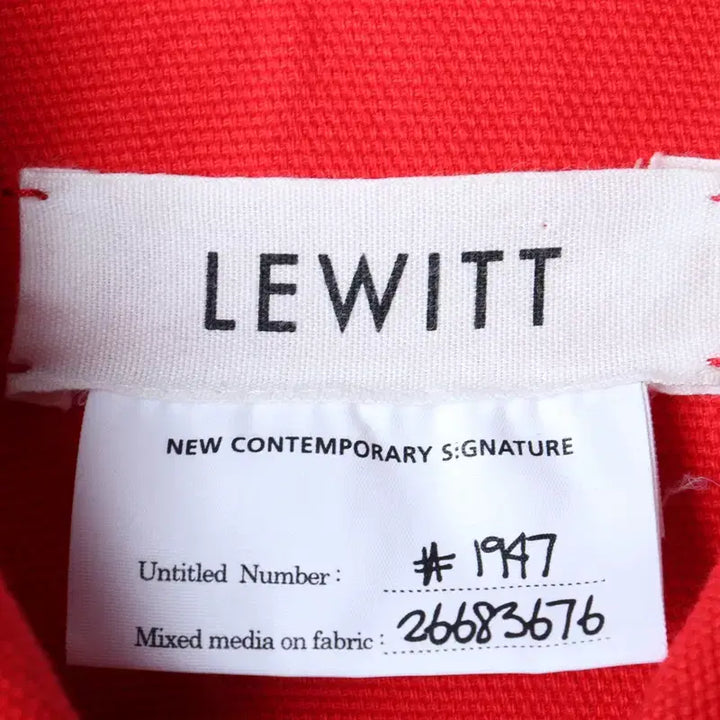 LEWITT
NEW CONTEMPORARY S:GNATURE
Untitled Number: # 1947
Mixed media on fabric: 26683676